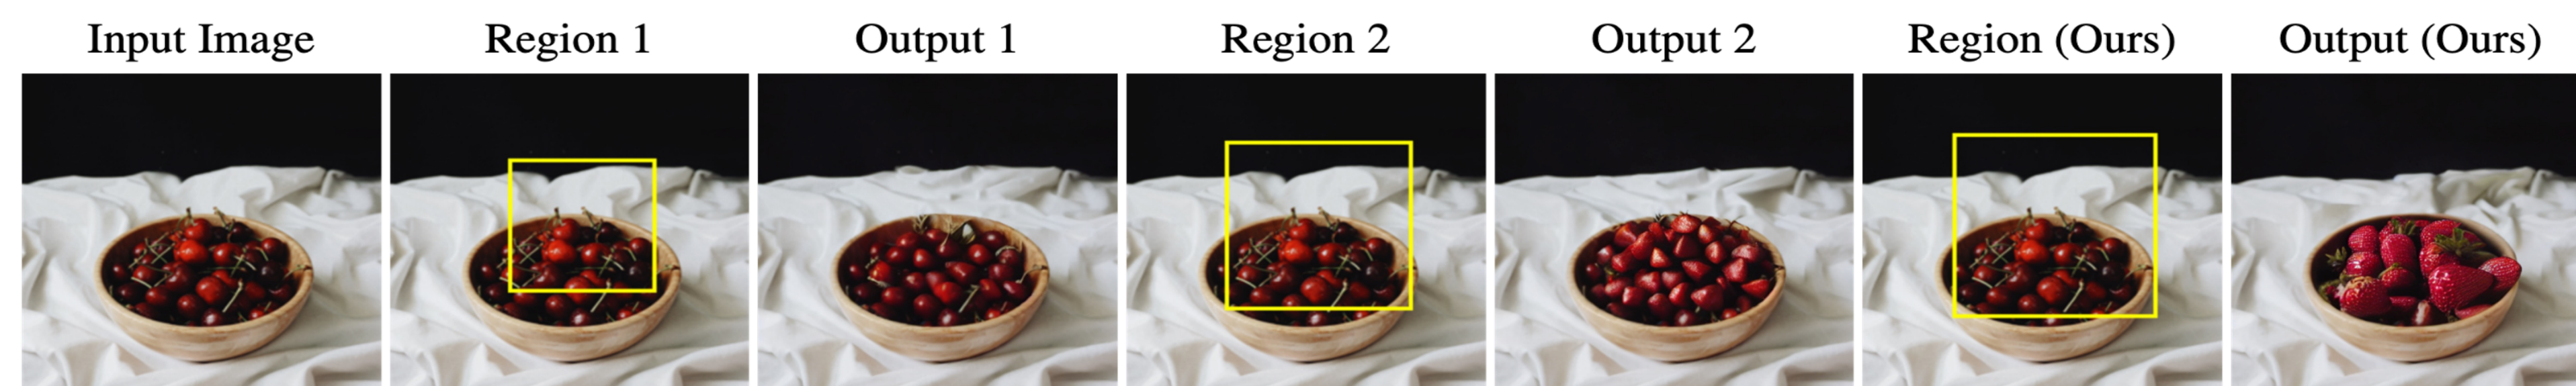 Input Image
Region 1
Output 1
Region 2
Output 2
Region (Ours)
Output (Ours)